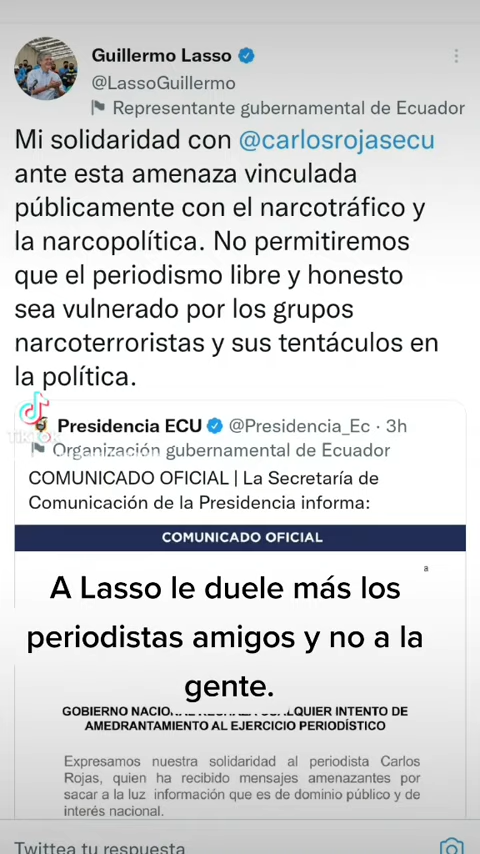 Guillermo Lasso
@LassoGuillermo
Representante gubernamental de Ecuador
Mi solidaridad con @carlosrojasecu
ante esta amenaza vinculada
públicamente con el narcotráfico y
la narcopolítica. No permitiremos
que el periodismo libre y honesto
sea vulnerado por los grupos
narcoterroristas y sus tentáculos en
la política.
TikTok
Presidencia ECU @Presidencia_Ec · 3h
Organización gubernamental de Ecuador
COMUNICADO OFICIAL | La Secretaría de
Comunicación de la Presidencia informa:
COMUNICADO OFICIAL
a
A Lasso le duele más los
periodistas amigos y no a la
gente.
GOBIERNO NACIONAL RECHAZA CUALQUIER INTENTO DE
AMEDRANTAMIENTO AL EJERCICIO PERIODÍSTICO
Expresamos nuestra solidaridad al periodista Carlos
Rojas, quien ha recibido mensajes amenazantes por
sacar a la luz información que es de dominio público y de
interés nacional.
Twittea tu respuesta